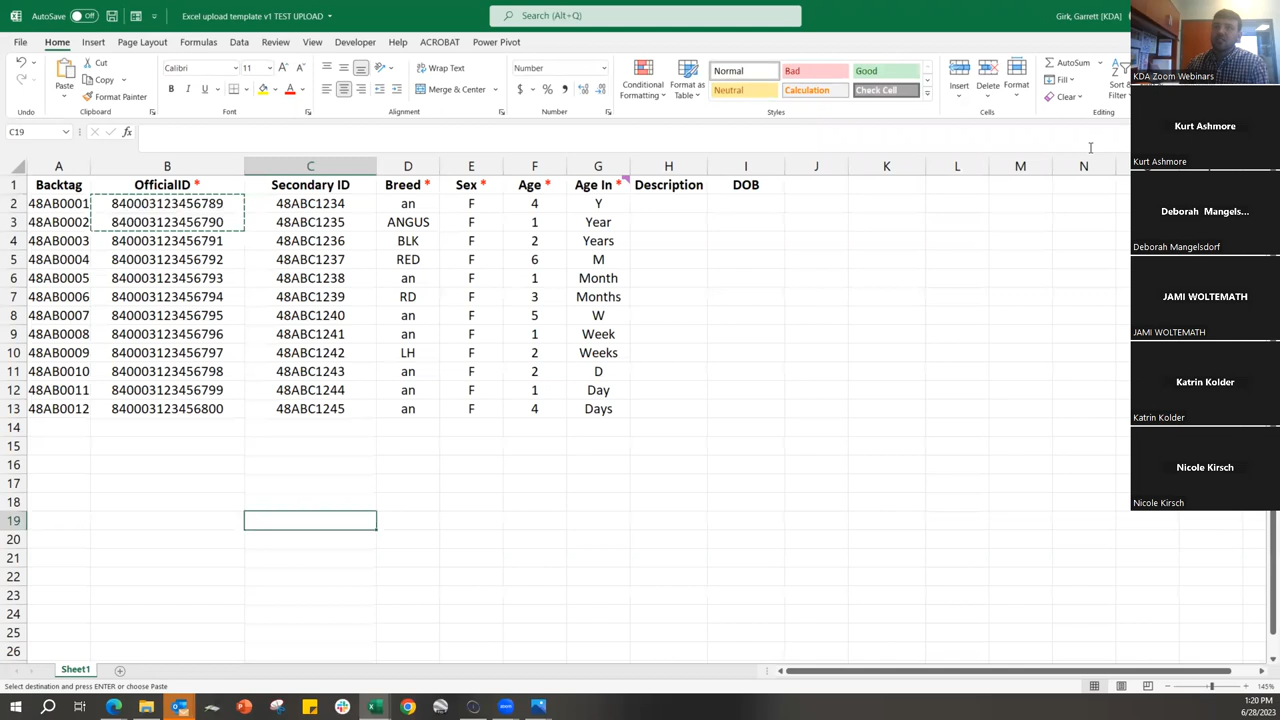 AutoSave Off Excel upload template v1 TEST UPLOAD Search (Alt+Q) Girk, Garrett [KDA]
File Home Insert Page Layout Formulas Data Review View Developer Help ACROBAT Power Pivot
Undo
Paste Cut Copy Format Painter Clipboard
Calibri 11 B I U Font
Wrap Text Merge & Center Alignment
Number Number
Conditional Formatting Format as Table
Normal Bad Good
Neutral Calculation Check Cell
Styles
Insert Delete Format Cells
AutoSum Fill Clear Sort & Filter Editing
C19 fx
A B C D E F G H I J K L M N
1 Backtag OfficialID * Secondary ID Breed * Sex * Age * Age In * Description DOB
2 48AB0001 840003123456789 48ABC1234 an F 4 Y
3 48AB0002 840003123456790 48ABC1235 ANGUS F 1 Year
4 48AB0003 840003123456791 48ABC1236 BLK F 2 Years
5 48AB0004 840003123456792 48ABC1237 RED F 6 M
6 48AB0005 840003123456793 48ABC1238 an F 1 Month
7 48AB0006 840003123456794 48ABC1239 RD F 3 Months
8 48AB0007 840003123456795 48ABC1240 an F 5 W
9 48AB0008 840003123456796 48ABC1241 an F 1 Week
10 48AB0009 840003123456797 48ABC1242 LH F 2 Weeks
11 48AB0010 840003123456798 48ABC1243 an F 2 D
12 48AB0011 840003123456799 48ABC1244 an F 1 Day
13 48AB0012 840003123456800 48ABC1245 an F 4 Days
14
15
16
17
18
19
20
21
22
23
24
25
26
Sheet1
Select destination and press ENTER or choose Paste
145%
1:20 PM
6/28/2023
KDA Zoom Webinars
Kurt Ashmore
Kurt Ashmore
Deborah Mangels...
Deborah Mangelsdorf
JAMI WOLTEMATH
JAMI WOLTEMATH
Katrin Kolder
Katrin Kolder
Nicole Kirsch
Nicole Kirsch